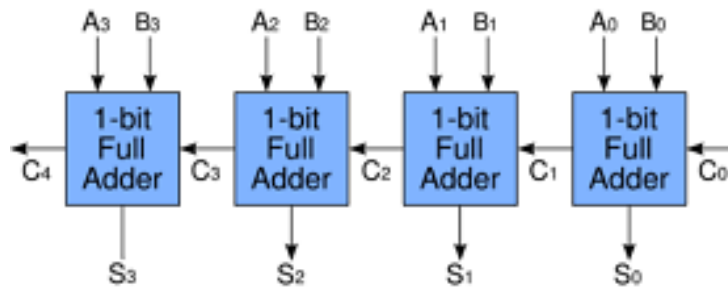 A3 B3 A2 B2 A1 B1 A0 B0
1-bit Full Adder
1-bit Full Adder
1-bit Full Adder
1-bit Full Adder
C4 C3 C2 C1 C0
S3 S2 S1 S0